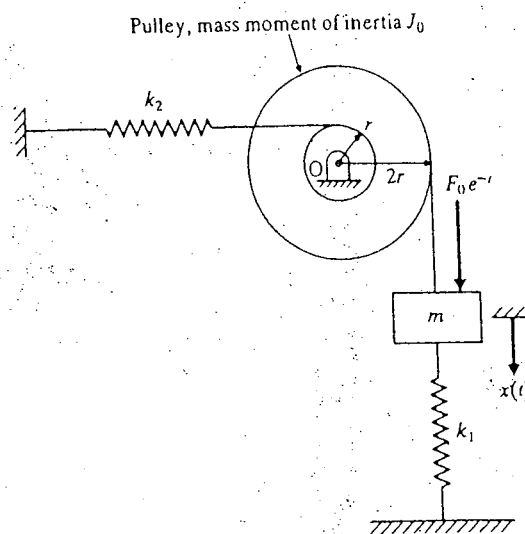 Pulley, mass moment of inertia J₀
k₂
r
O
2r
F₀e⁻ᵗ
m
x(t
k₁